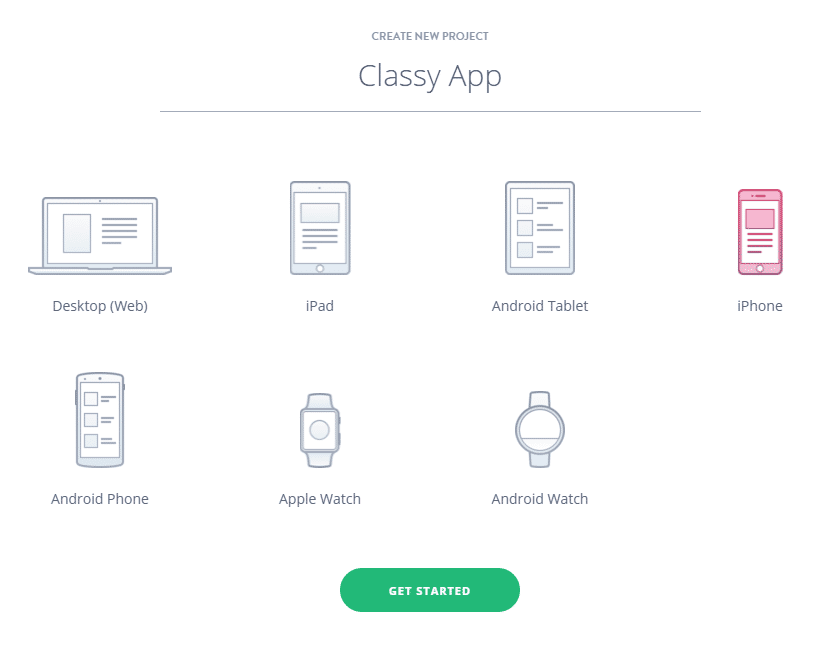 CREATE NEW PROJECT
Classy App
Desktop (Web)
iPad
Android Tablet
iPhone
Android Phone
Apple Watch
Android Watch
GET STARTED